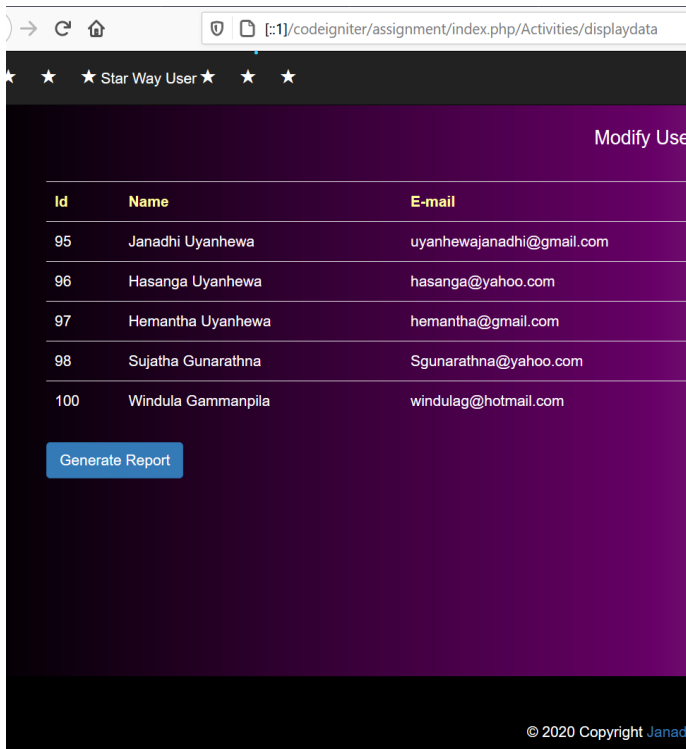 [::1]/codeigniter/assignment/index.php/Activities/displaydata
★ ★ ★ Star Way User ★ ★ ★
Modify Use
Id Name E-mail
95 Janadhi Uyanhewa uyanhewajanadhi@gmail.com
96 Hasanga Uyanhewa hasanga@yahoo.com
97 Hemantha Uyanhewa hemantha@gmail.com
98 Sujatha Gunarathna Sgunarathna@yahoo.com
100 Windula Gammanpila windulag@hotmail.com
Generate Report
© 2020 Copyright Janad